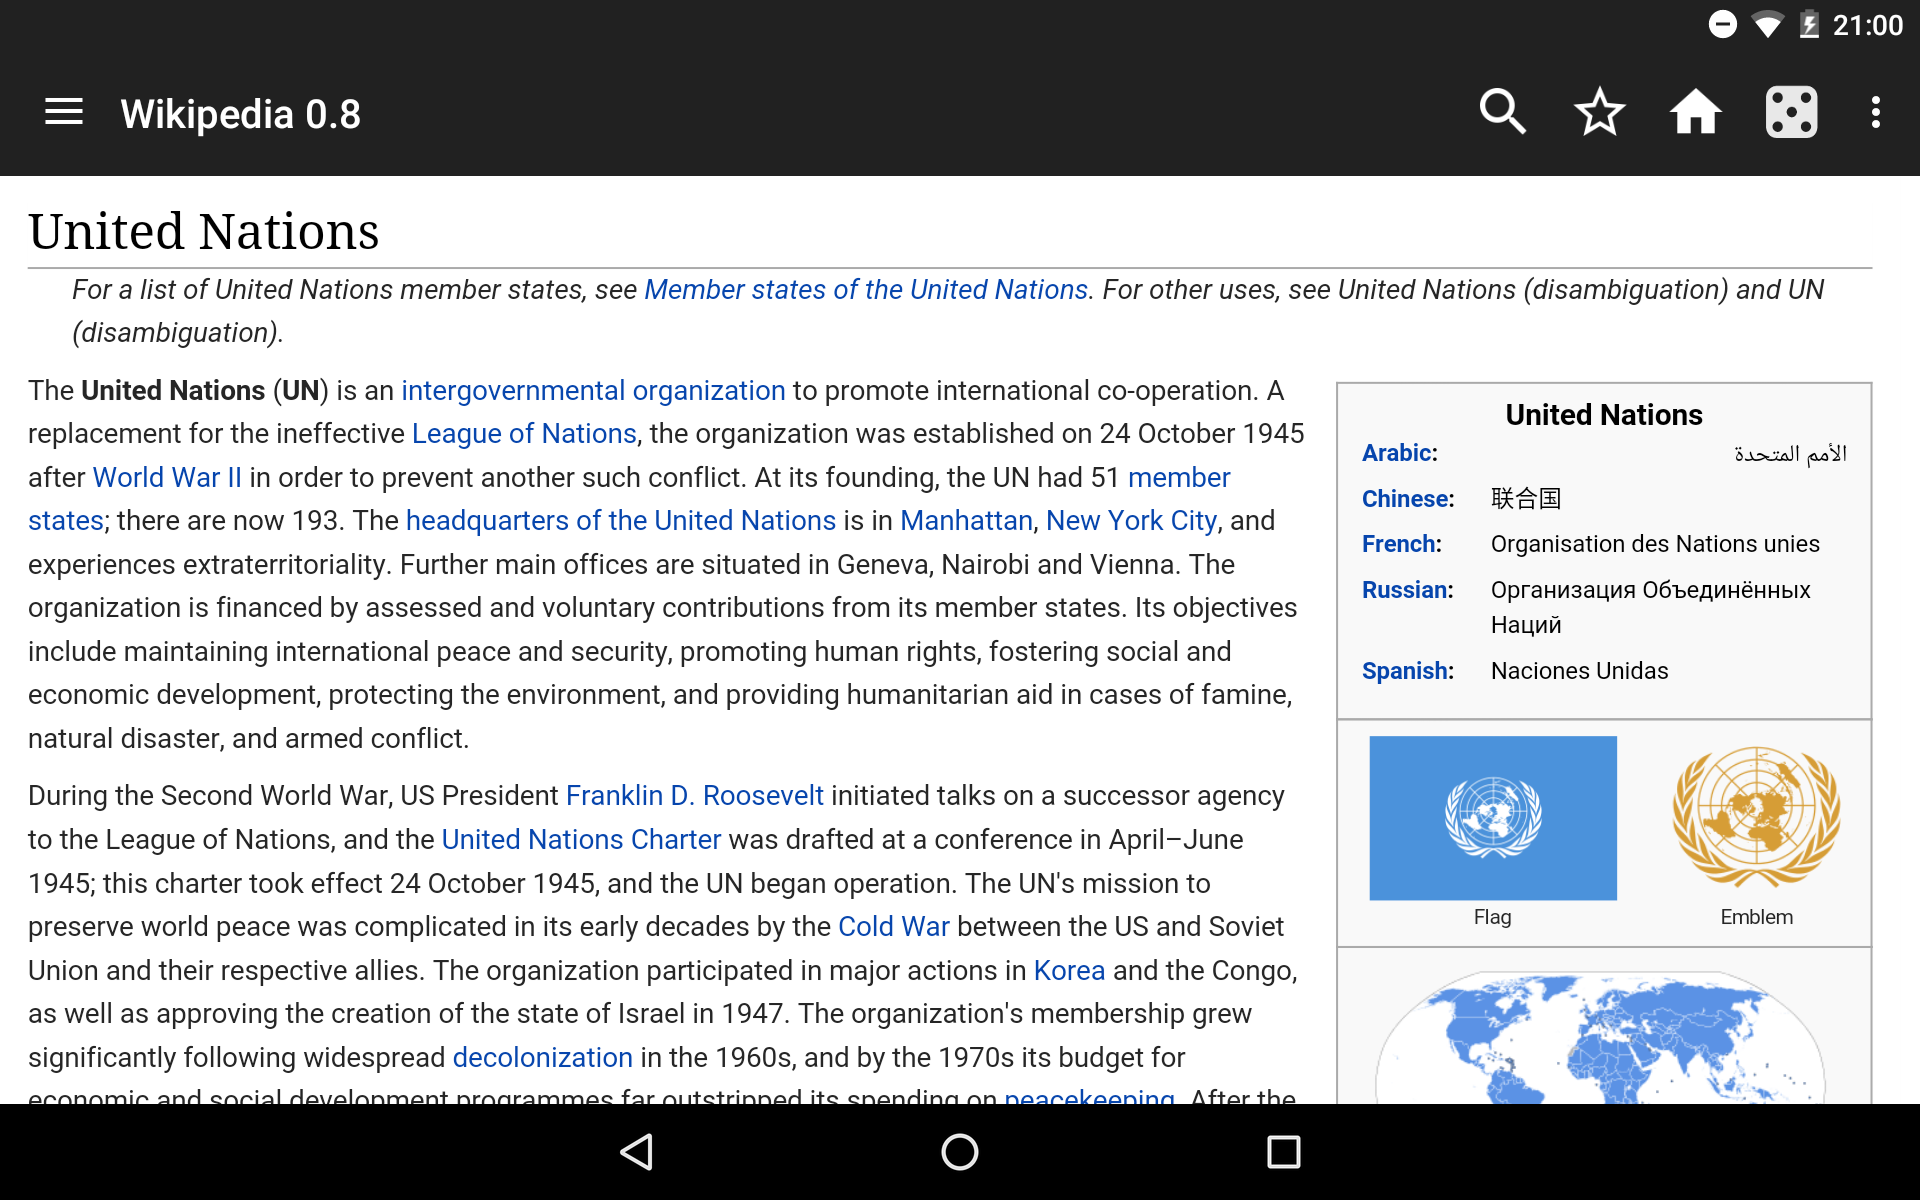 21:00
Wikipedia 0.8
United Nations
For a list of United Nations member states, see Member states of the United Nations. For other uses, see United Nations (disambiguation) and UN
(disambiguation).
The United Nations (UN) is an intergovernmental organization to promote international co-operation. A
replacement for the ineffective League of Nations, the organization was established on 24 October 1945
after World War II in order to prevent another such conflict. At its founding, the UN had 51 member
states; there are now 193. The headquarters of the United Nations is in Manhattan, New York City, and
experiences extraterritoriality. Further main offices are situated in Geneva, Nairobi and Vienna. The
organization is financed by assessed and voluntary contributions from its member states. Its objectives
include maintaining international peace and security, promoting human rights, fostering social and
economic development, protecting the environment, and providing humanitarian aid in cases of famine,
natural disaster, and armed conflict.
During the Second World War, US President Franklin D. Roosevelt initiated talks on a successor agency
to the League of Nations, and the United Nations Charter was drafted at a conference in April–June
1945; this charter took effect 24 October 1945, and the UN began operation. The UN's mission to
preserve world peace was complicated in its early decades by the Cold War between the US and Soviet
Union and their respective allies. The organization participated in major actions in Korea and the Congo,
as well as approving the creation of the state of Israel in 1947. The organization's membership grew
significantly following widespread decolonization in the 1960s, and by the 1970s its budget for
economic and social development programmes far outstripped its spending on peacekeeping. After the
United Nations
Arabic: الأمم المتحدة
Chinese: 联合国
French: Organisation des Nations unies
Russian: Организация Объединённых
Наций
Spanish: Naciones Unidas
Flag
Emblem